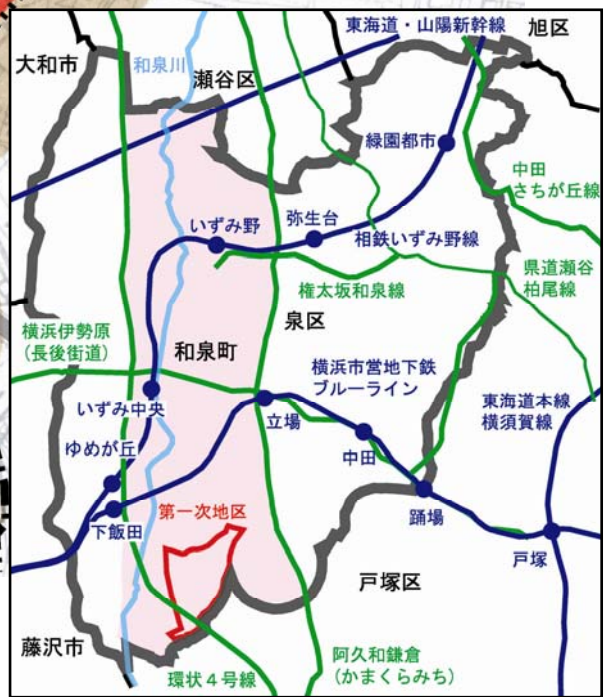 東海道・山陽新幹線
旭区
大和市
和泉川
瀬谷区
緑園都市
中田
さちが丘線
いずみ野
弥生台
相鉄いずみ野線
県道瀬谷
柏尾線
権太坂和泉線
泉区
横浜伊勢原
(長後街道)
和泉町
横浜市営地下鉄
ブルーライン
東海道本線
横須賀線
いずみ中央
立場
ゆめが丘
中田
下飯田
第一次地区
踊場
戸塚
戸塚区
藤沢市
環状4号線
阿久和鎌倉
(かまくらみち)